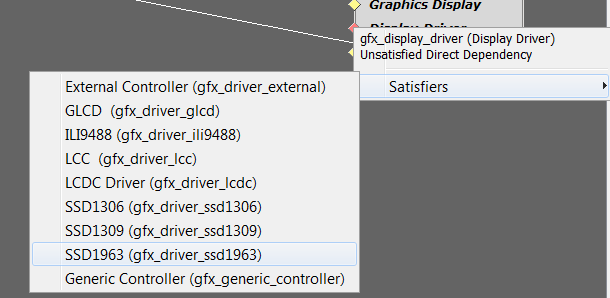 Graphics Display
Display Driver
gfx_display_driver (Display Driver)
Unsatisfied Direct Dependency
Satisfiers
External Controller (gfx_driver_external)
GLCD (gfx_driver_glcd)
ILI9488 (gfx_driver_ili9488)
LCC (gfx_driver_lcc)
LCDC Driver (gfx_driver_lcdc)
SSD1306 (gfx_driver_ssd1306)
SSD1309 (gfx_driver_ssd1309)
SSD1963 (gfx_driver_ssd1963)
Generic Controller (gfx_generic_controller)